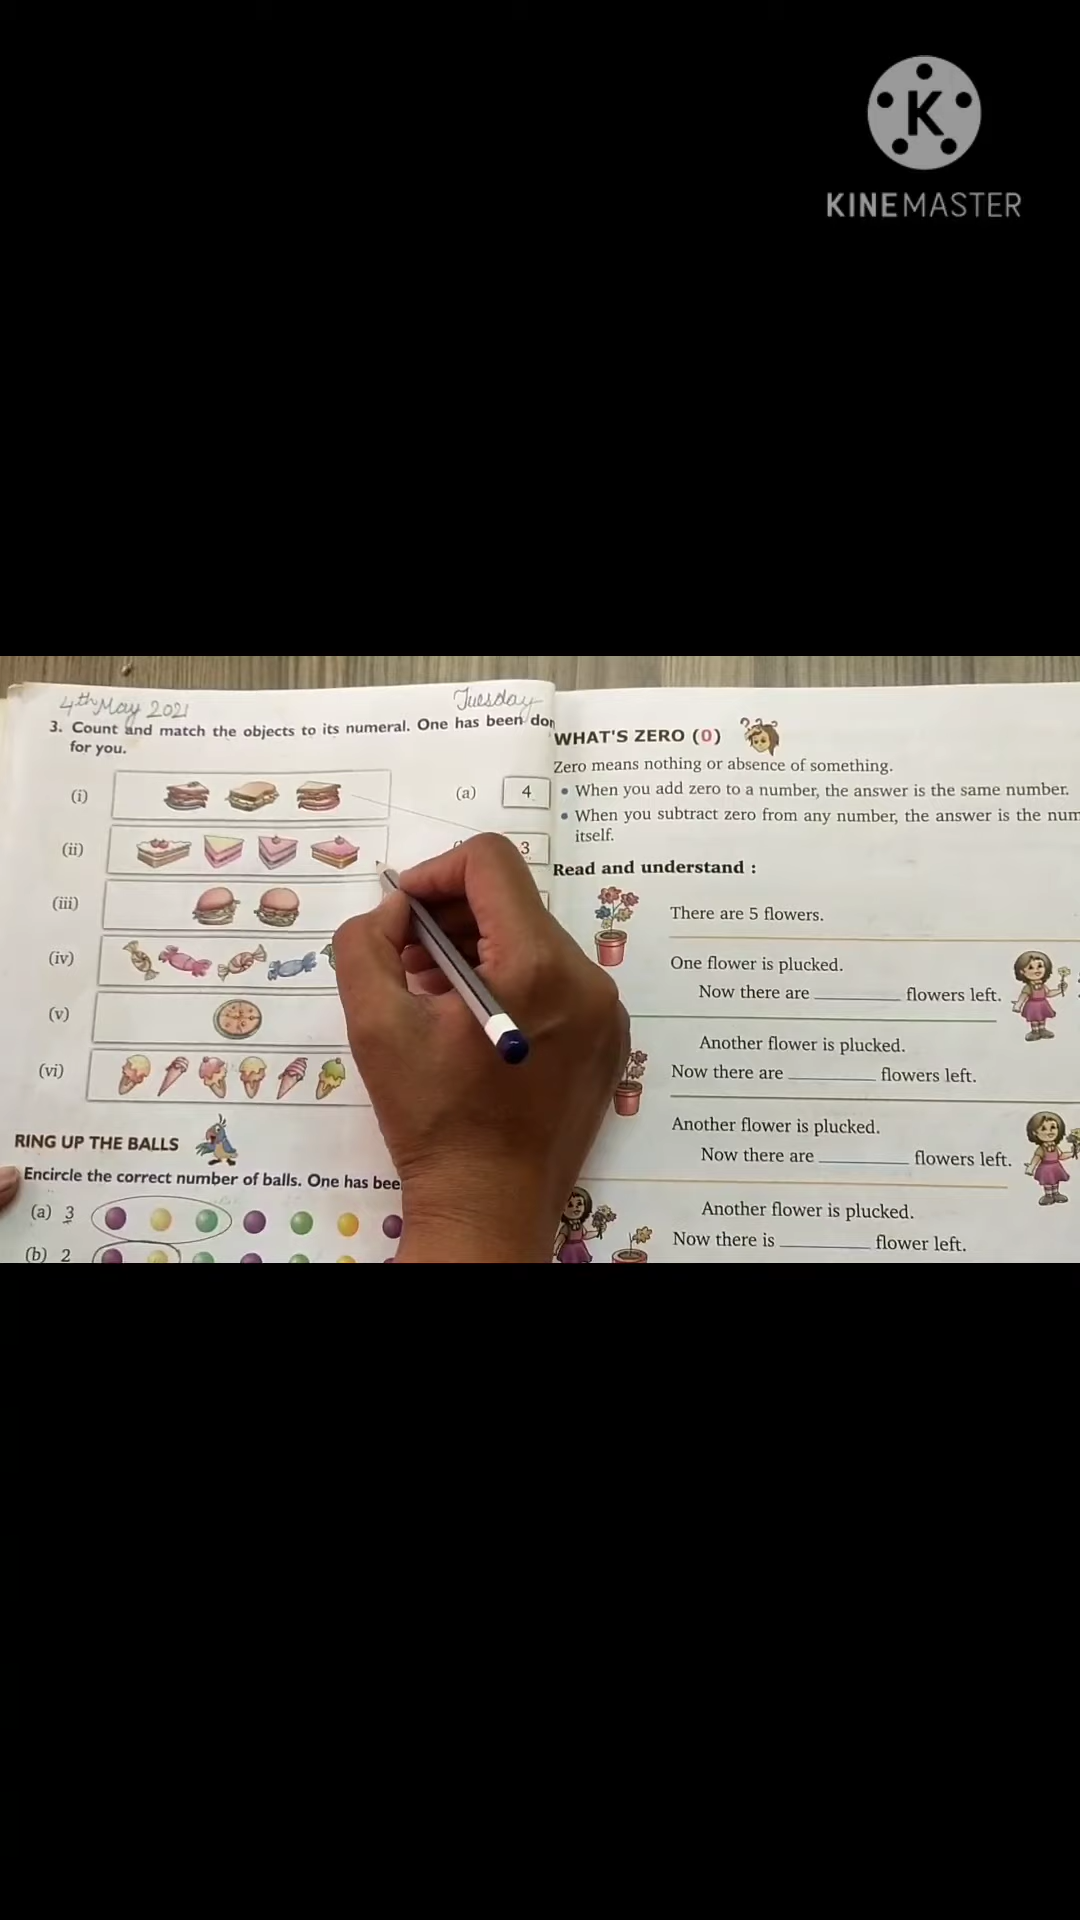 KINEMASTER
4th May 2021
Tuesday
3. Count and match the objects to its numeral. One has been
for you.
(i)
(a) 4
(ii)
3
(iii)
(iv)
(v)
(vi)
RING UP THE BALLS
Encircle the correct number of balls. One has
(a) 3
(b) 2
WHAT'S ZERO (0)
Zero means nothing or absence of something.
• When you add zero to a number, the answer is the same number.
• When you subtract zero from any number, the answer is the
itself.
Read and understand :
There are 5 flowers.
One flower is plucked.
Now there are ________ flowers left.
Another flower is plucked.
Now there are ________ flowers left.
Another flower is plucked.
Now there are ________ flowers left.
Another flower is plucked.
Now there is ________ flower left.